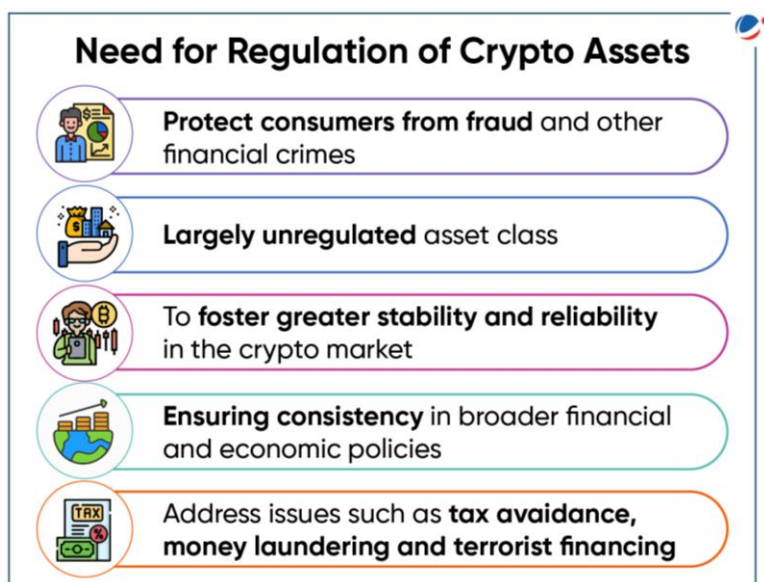 Need for Regulation of Crypto Assets
Protect consumers from fraud and other
financial crimes
Largely unregulated asset class
To foster greater stability and reliability
in the crypto market
Ensuring consistency in broader financial
and economic policies
TAX
Address issues such as tax avaidance,
money laundering and terrorist financing